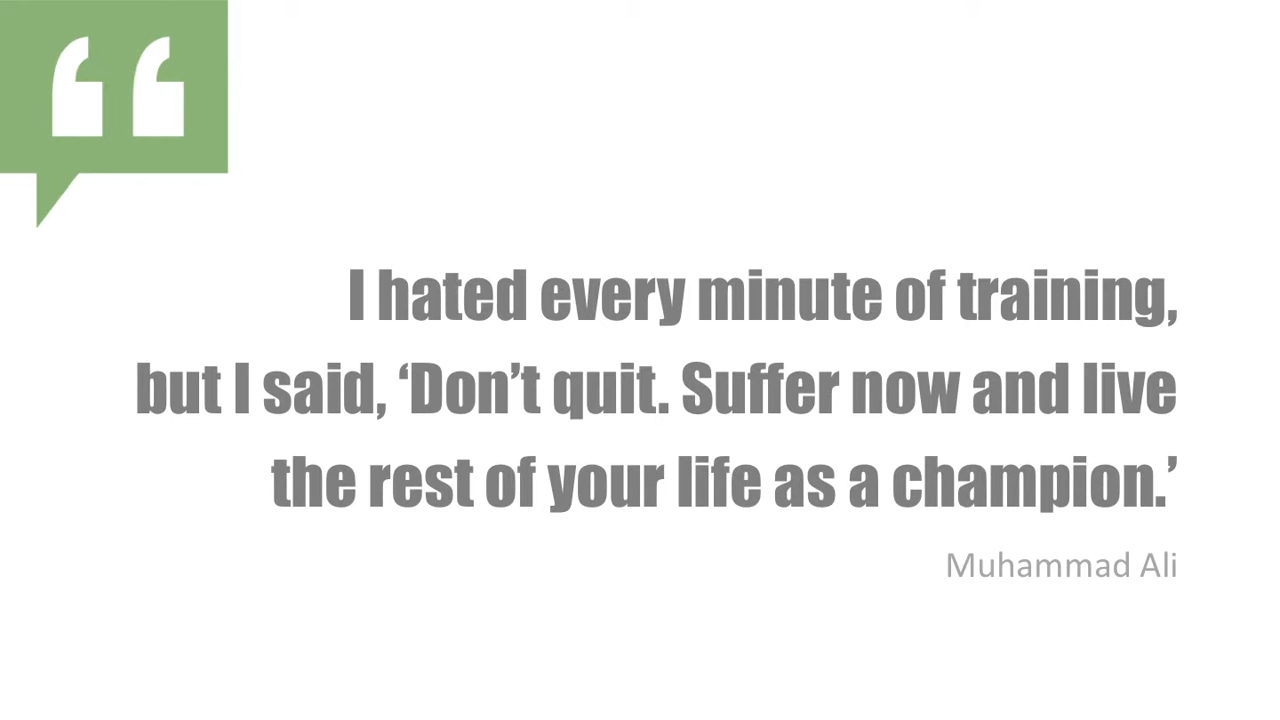 I hated every minute of training,
but I said, ‘Don’t quit. Suffer now and live
the rest of your life as a champion.’
Muhammad Ali